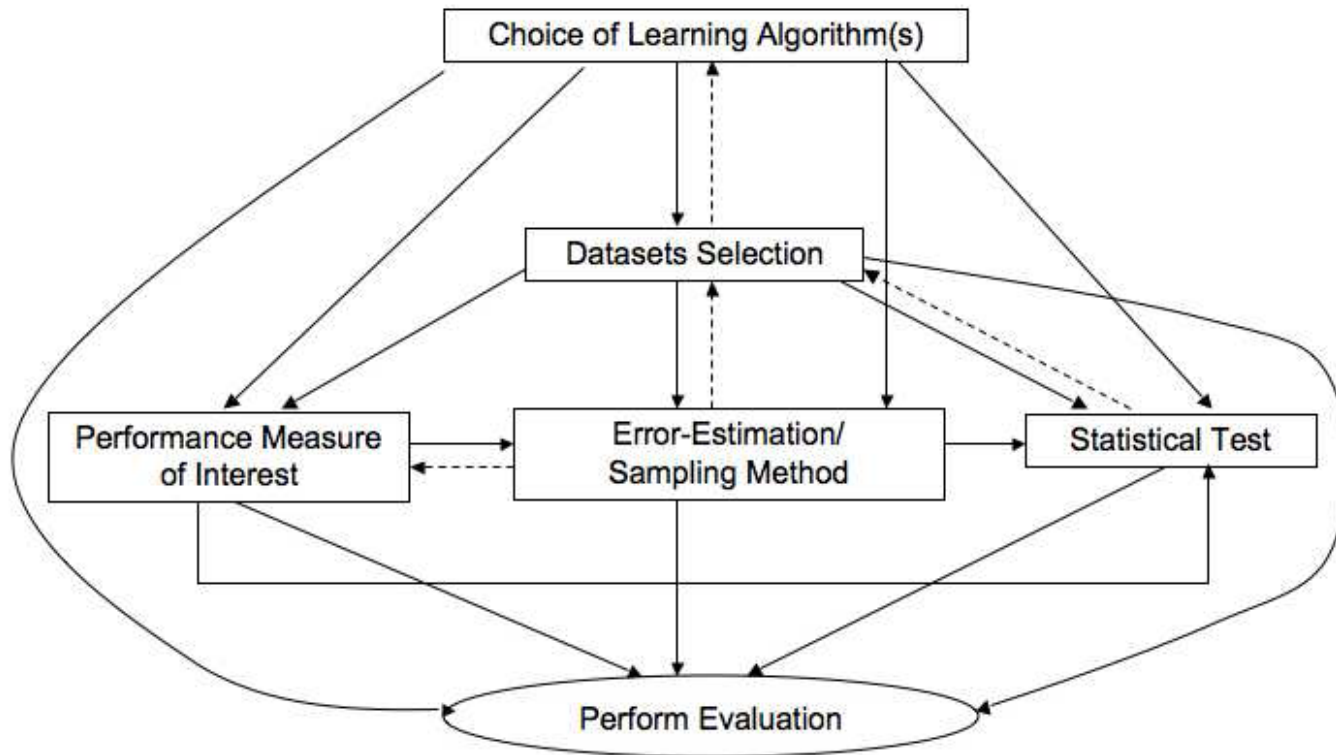 Choice of Learning Algorithm(s)
Datasets Selection
Performance Measure
of Interest
Error-Estimation/
Sampling Method
Statistical Test
Perform Evaluation